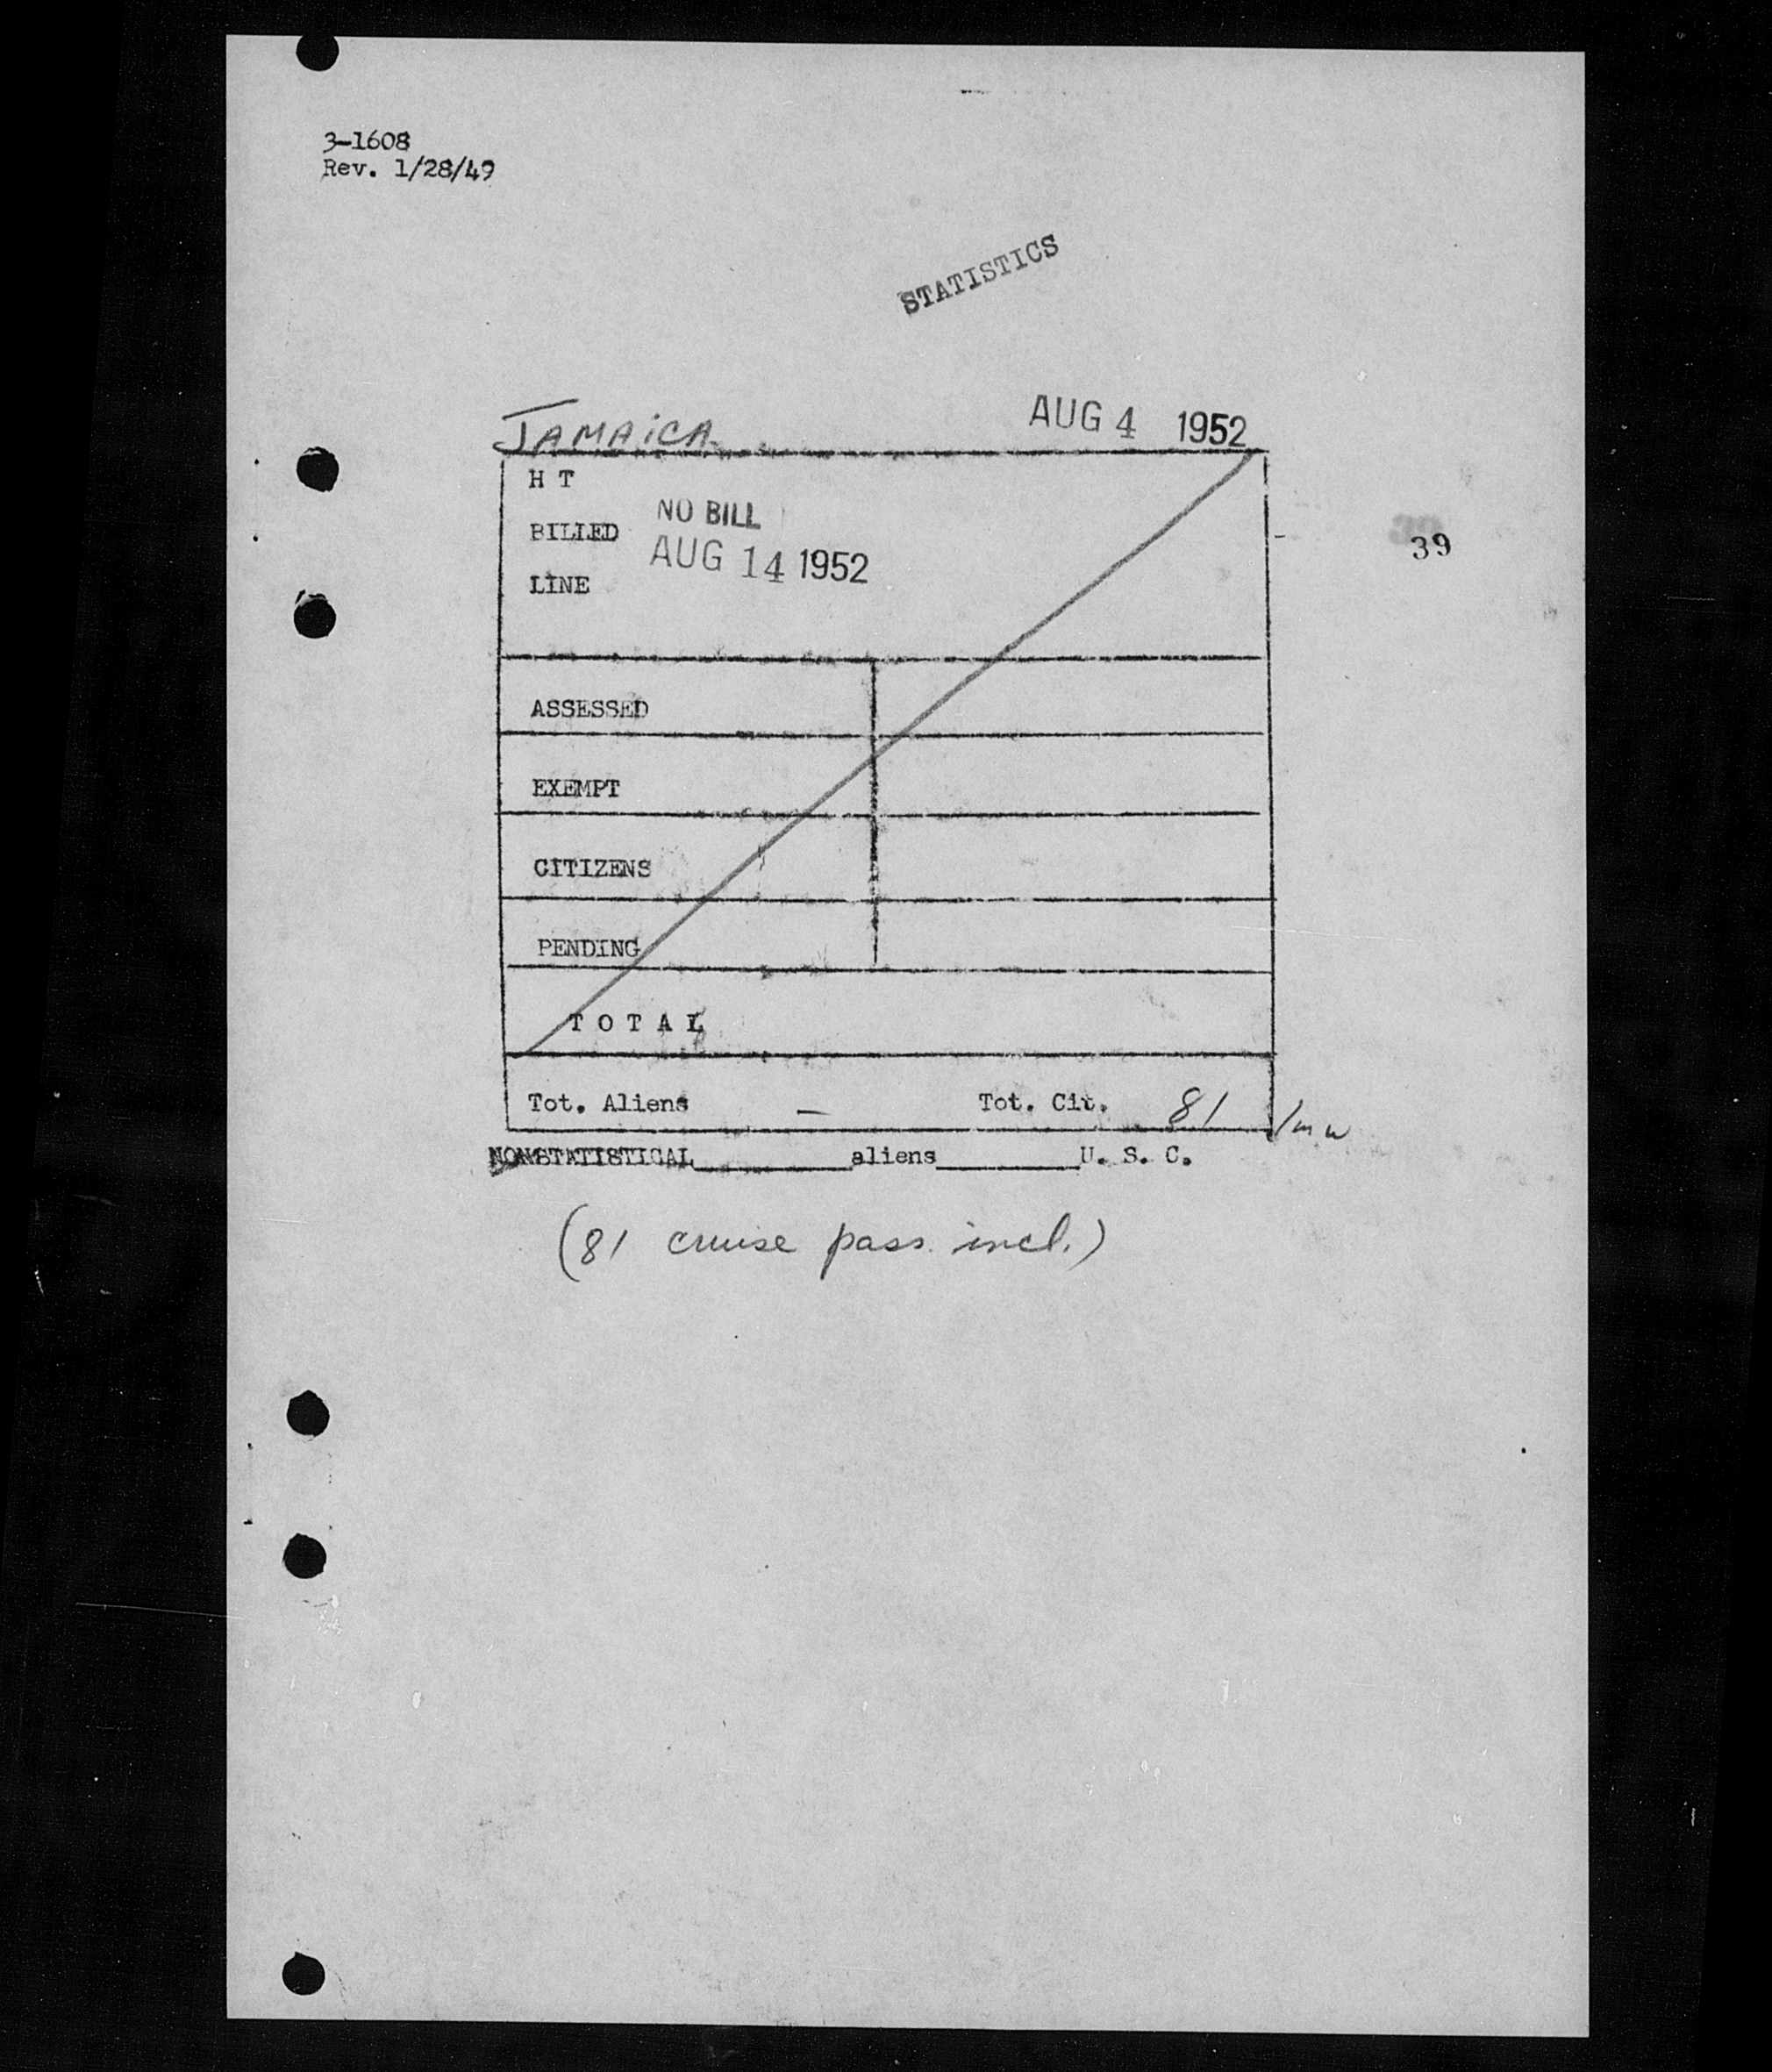 3-1608
Rev. 1/28/49
STATISTICS
JAMAICA AUG 4 1952
H T
NO BILL
BILLED
AUG 14 1952
LINE
39
ASSESSED
EXEMPT
CITIZENS
PENDING
T O T A L
Tot. Aliens — Tot. Cit. 81 /mw
NONSTATISTICAL aliens U. S. C.
(81 cruise pass. incl.)